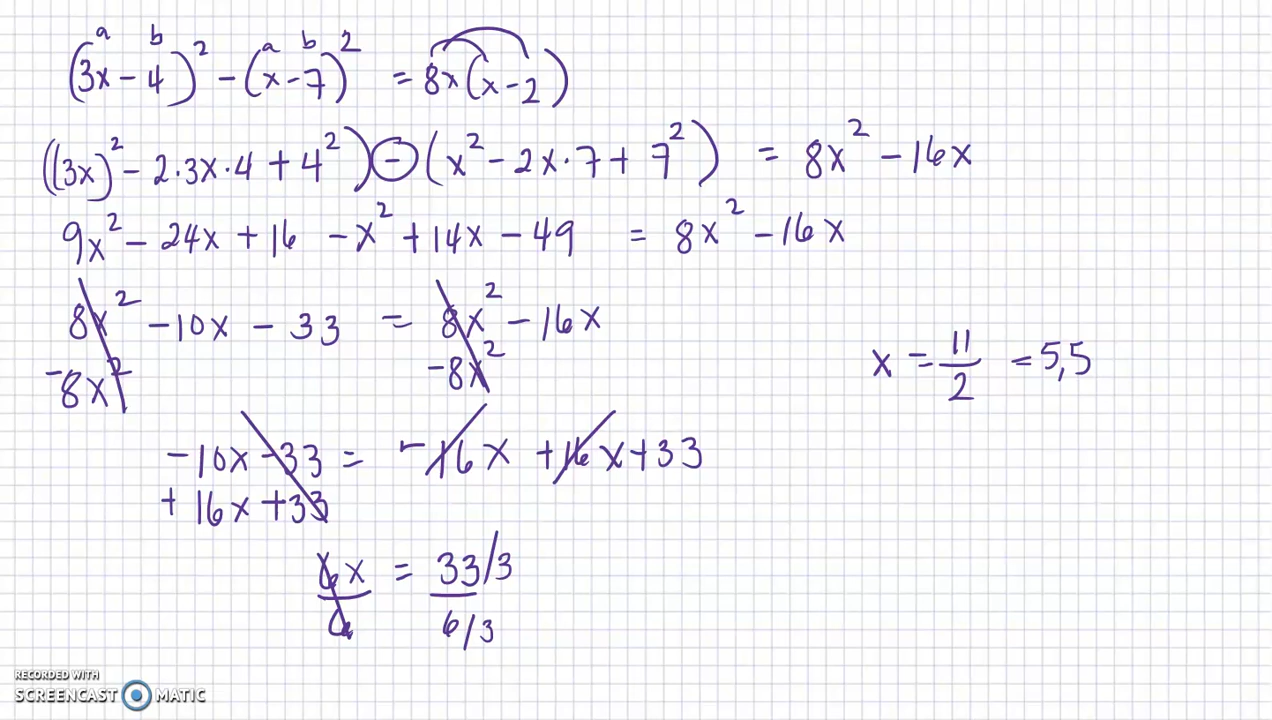 (3x - 4)² - (x - 7)² = 8x(x - 2)
a b a b
((3x)² - 2·3x·4 + 4²) - (x² - 2x·7 + 7²) = 8x² - 16x
9x² - 24x + 16 - x² + 14x - 49 = 8x² - 16x
8x² - 10x - 33 = 8x² - 16x
-8x² -8x²
x = 11/2 = 5,5
-10x - 33 = -16x + 16x + 33
+ 16x + 33
6x = 33/3
6 6/3
RECORDED WITH
SCREENCAST MATIC